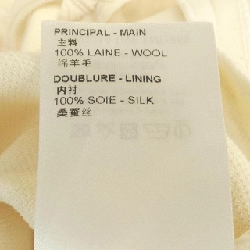 PRINCIPAL - MAIN
主料
100% LAINE - WOOL
绵羊毛
DOUBLURE - LINING
内衬
100% SOIE - SILK
桑蚕丝